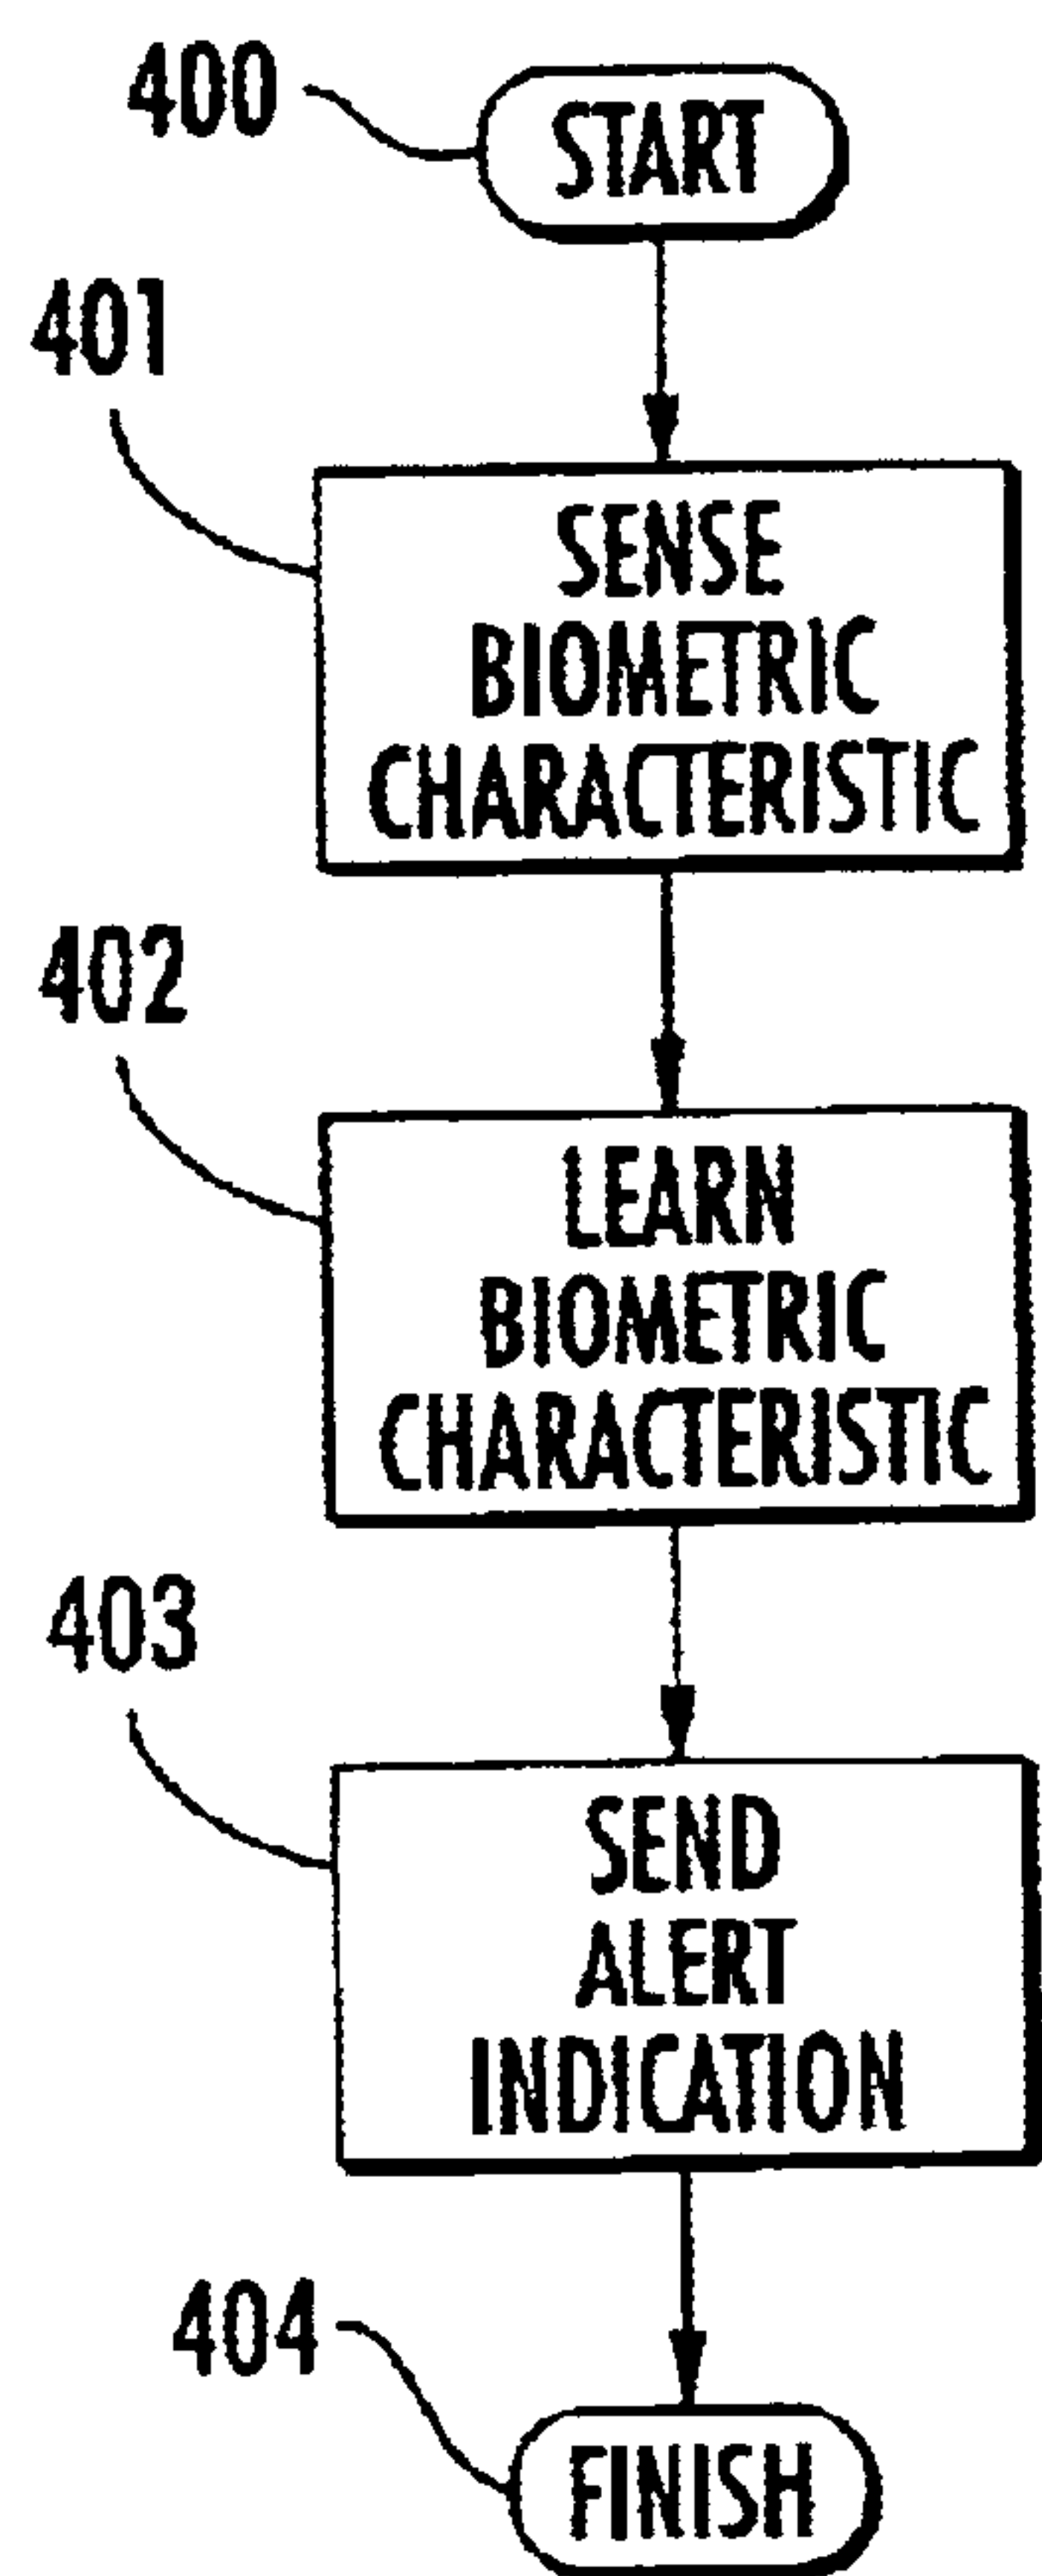 400
START
401
SENSE
BIOMETRIC
CHARACTERISTIC
402
LEARN
BIOMETRIC
CHARACTERISTIC
403
SEND
ALERT
INDICATION
404
FINISH